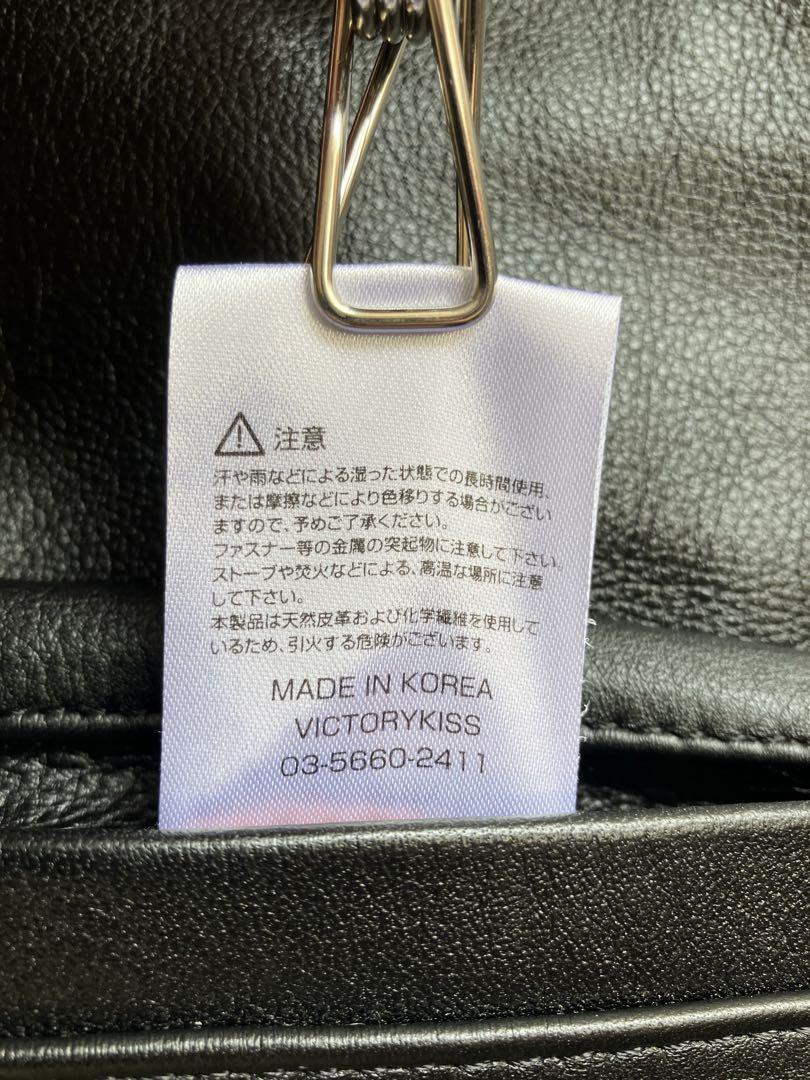 注意
汗や雨などによる湿った状態での長時間使用、
または摩擦などにより色移りする場合がござい
ますので、予めご了承ください。
ファスナー等の金属の突起物に注意して下さい。
ストーブや焚火などによる、高温な場所に注意
して下さい。
本製品は天然皮革および化学繊維を使用して
いるため、引火する危険がございます。
MADE IN KOREA
VICTORYKISS
03-5660-2411